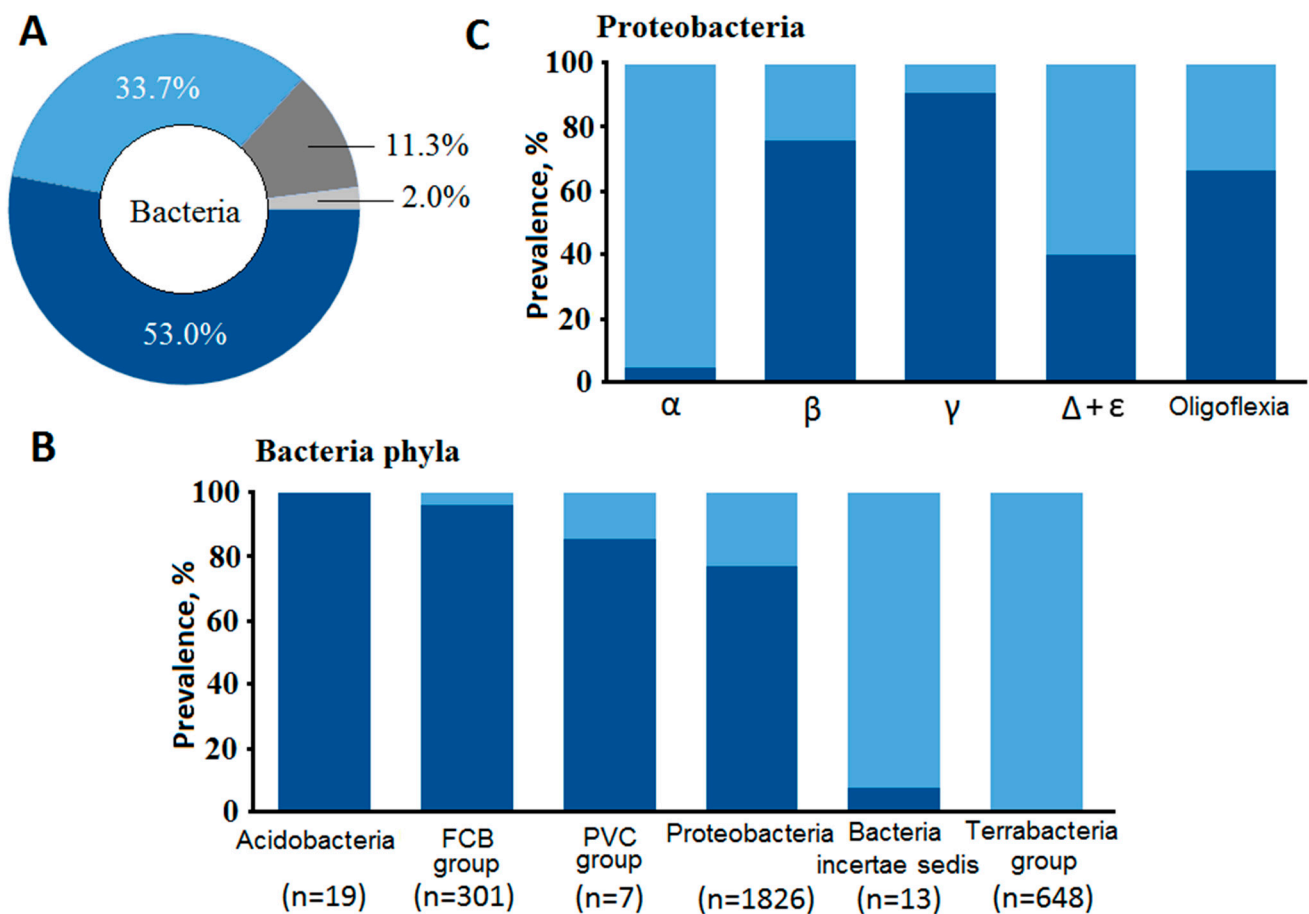 A
33.7%
11.3%
2.0%
Bacteria
53.0%
C
Proteobacteria
Prevalence, %
100
80
60
40
20
0
α
β
γ
Δ + ε
Oligoflexia
B
Bacteria phyla
Prevalence, %
100
80
60
40
20
0
Acidobacteria
(n=19)
FCB
group
(n=301)
PVC
group
(n=7)
Proteobacteria
(n=1826)
Bacteria
incertae sedis
(n=13)
Terrabacteria
group
(n=648)